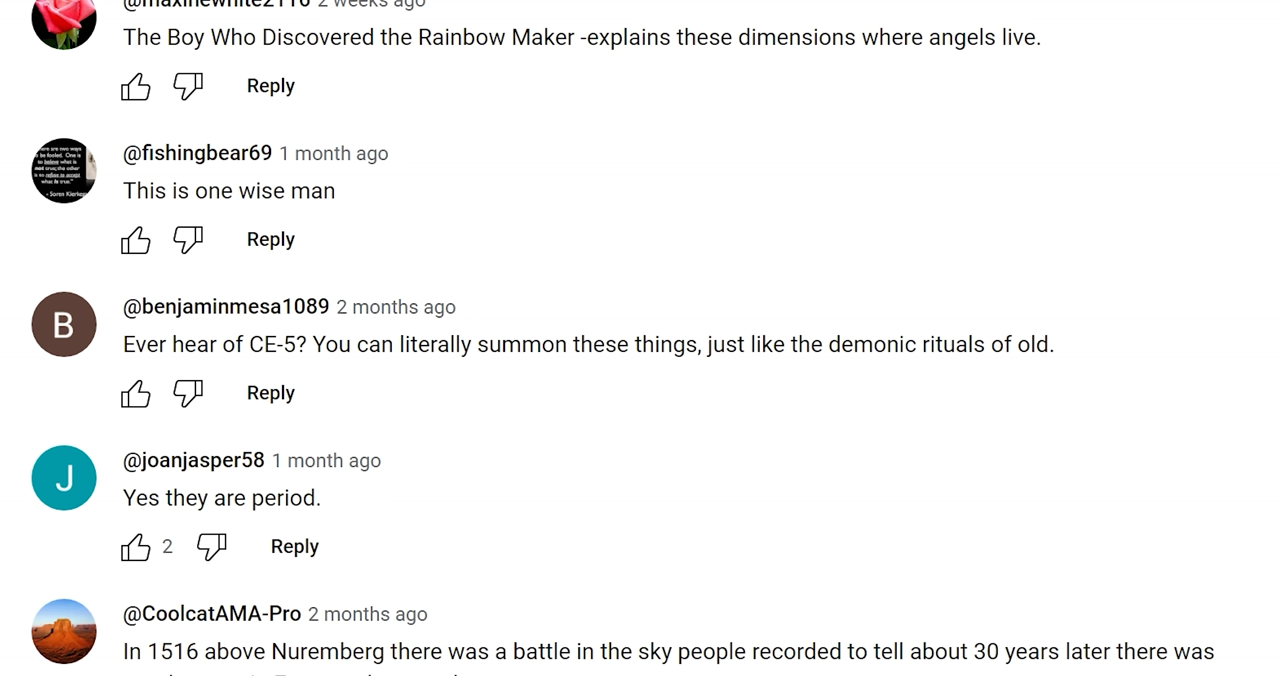 @maxinewhite2116 2 weeks ago
The Boy Who Discovered the Rainbow Maker -explains these dimensions where angels live.
Reply
@fishingbear69 1 month ago
This is one wise man
Reply
@benjaminmesa1089 2 months ago
B
Ever hear of CE-5? You can literally summon these things, just like the demonic rituals of old.
Reply
@joanjasper58 1 month ago
J
Yes they are period.
2 Reply
@CoolcatAMA-Pro 2 months ago
In 1516 above Nuremberg there was a battle in the sky people recorded to tell about 30 years later there was